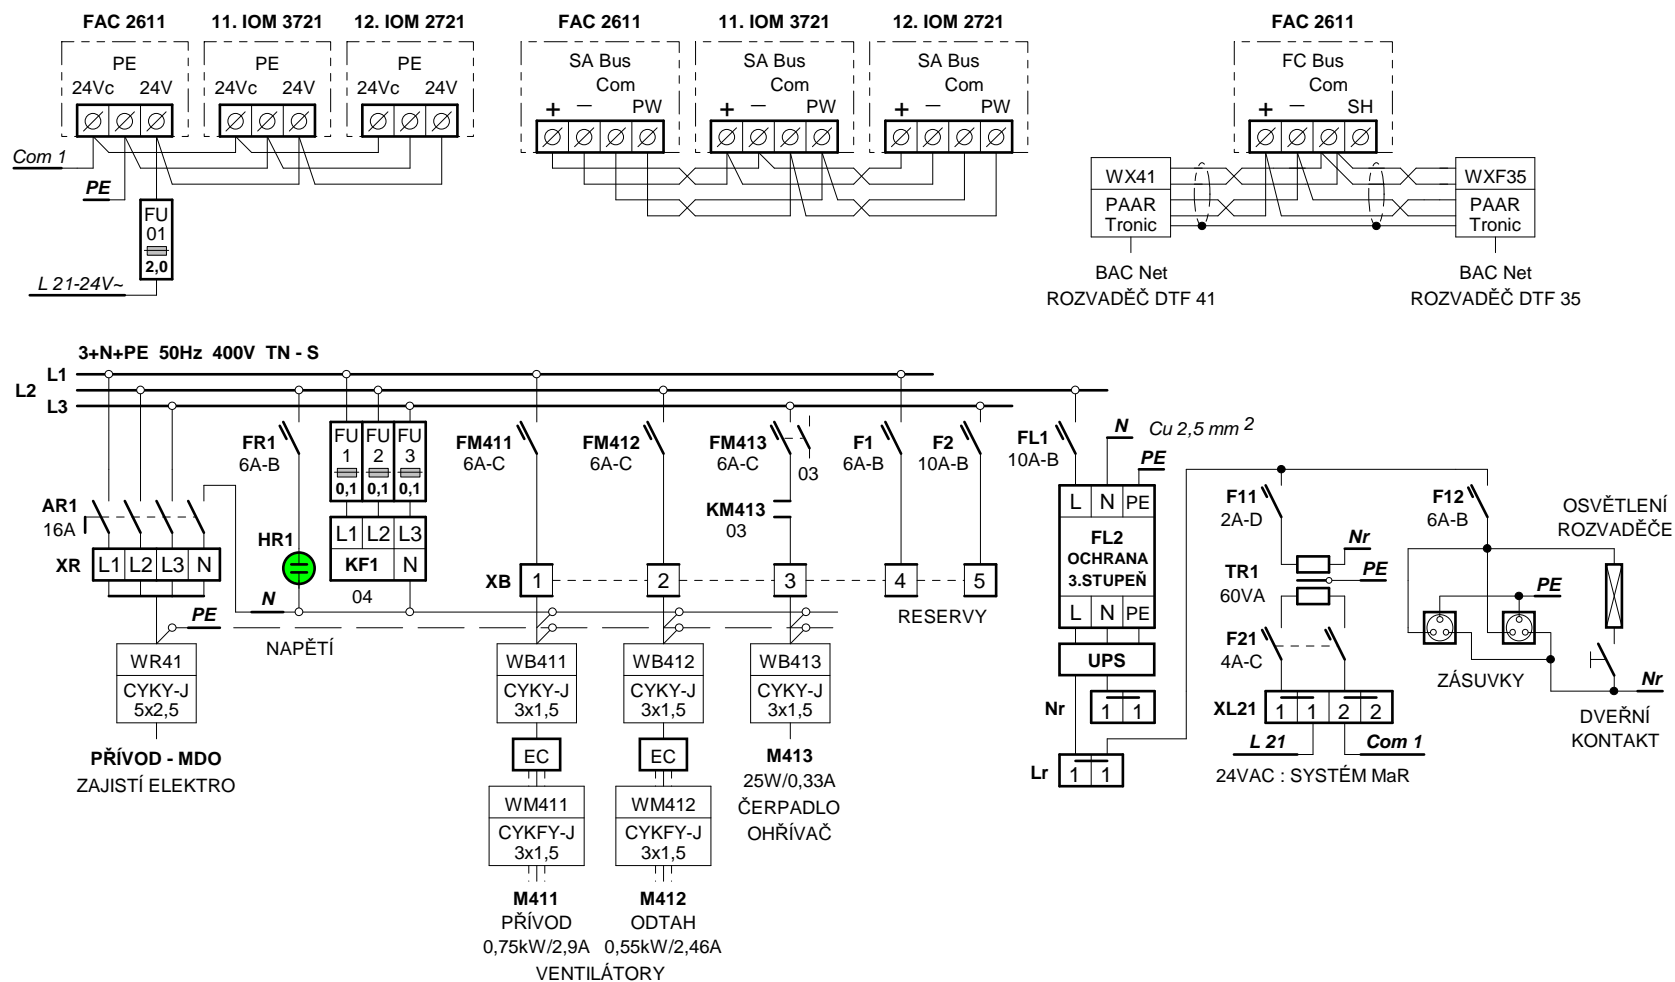 FAC 2611 11. IOM 3721 12. IOM 2721 FAC 2611 11. IOM 3721 12. IOM 2721 FAC 2611
PE PE PE SA Bus SA Bus SA Bus FC Bus
24Vc 24V 24Vc 24V 24Vc 24V Com Com Com Com
+ — PW + — PW + — PW + — SH
Com 1
PE
FU
01
2,0
L 21-24V~
WX41 WXF35
PAAR PAAR
Tronic Tronic
BAC Net BAC Net
ROZVADĚČ DTF 41 ROZVADĚČ DTF 35
3+N+PE 50Hz 400V TN - S
L1
L2
L3
FR1
6A-B
FU FU FU
1 2 3
0,1 0,1 0,1
FM411
6A-C
FM412
6A-C
FM413
6A-C
03
F1
6A-B
F2
10A-B
FL1
10A-B
N Cu 2,5 mm 2
PE
AR1
16A
XR L1 L2 L3 N
HR1
L1 L2 L3
KF1 N
04
KM413
03
XB 1 2 3 4 5
RESERVY
N
PE
NAPĚTÍ
L N PE
FL2
OCHRANA
3.STUPEŇ
L N PE
UPS
Nr 1 1
Lr 1 1
F11
2A-D
Nr
PE
TR1
60VA
F21
4A-C
XL21 1 1 2 2
L 21 Com 1
24VAC : SYSTÉM MaR
F12
6A-B
OSVĚTLENÍ
ROZVADĚČE
PE
ZÁSUVKY
Nr
DVEŘNÍ
KONTAKT
WR41
CYKY-J
5x2,5
PŘÍVOD - MDO
ZAJISTÍ ELEKTRO
WB411 WB412 WB413
CYKY-J CYKY-J CYKY-J
3x1,5 3x1,5 3x1,5
EC EC
M413
25W/0,33A
ČERPADLO
OHŘÍVAČ
WM411 WM412
CYKFY-J CYKFY-J
3x1,5 3x1,5
M411 M412
PŘÍVOD ODTAH
0,75kW/2,9A 0,55kW/2,46A
VENTILÁTORY